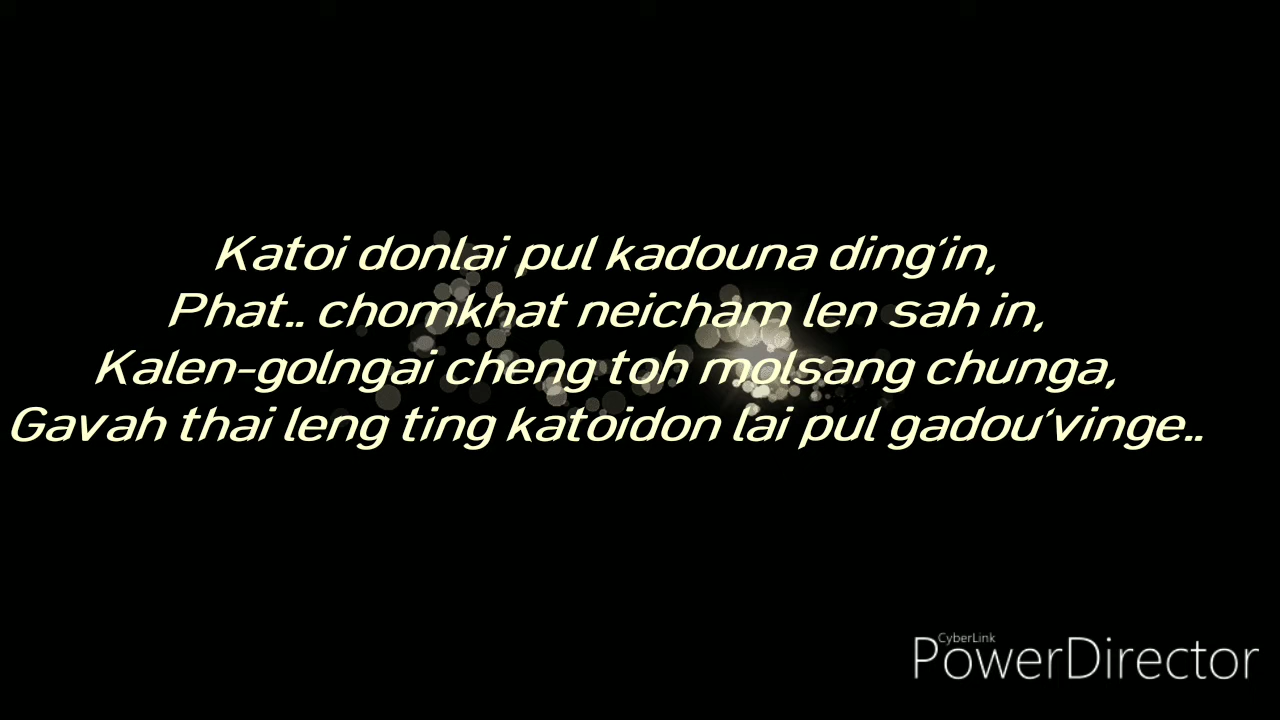 Katoi donlai pul kadouna ding'in,
Phat.. chomkhat neicham len sah in,
Kalen-golngai cheng toh molsang chunga,
Gavah thai leng ting katoidon lai pul gadou'vinge..
CyberLink
PowerDirector